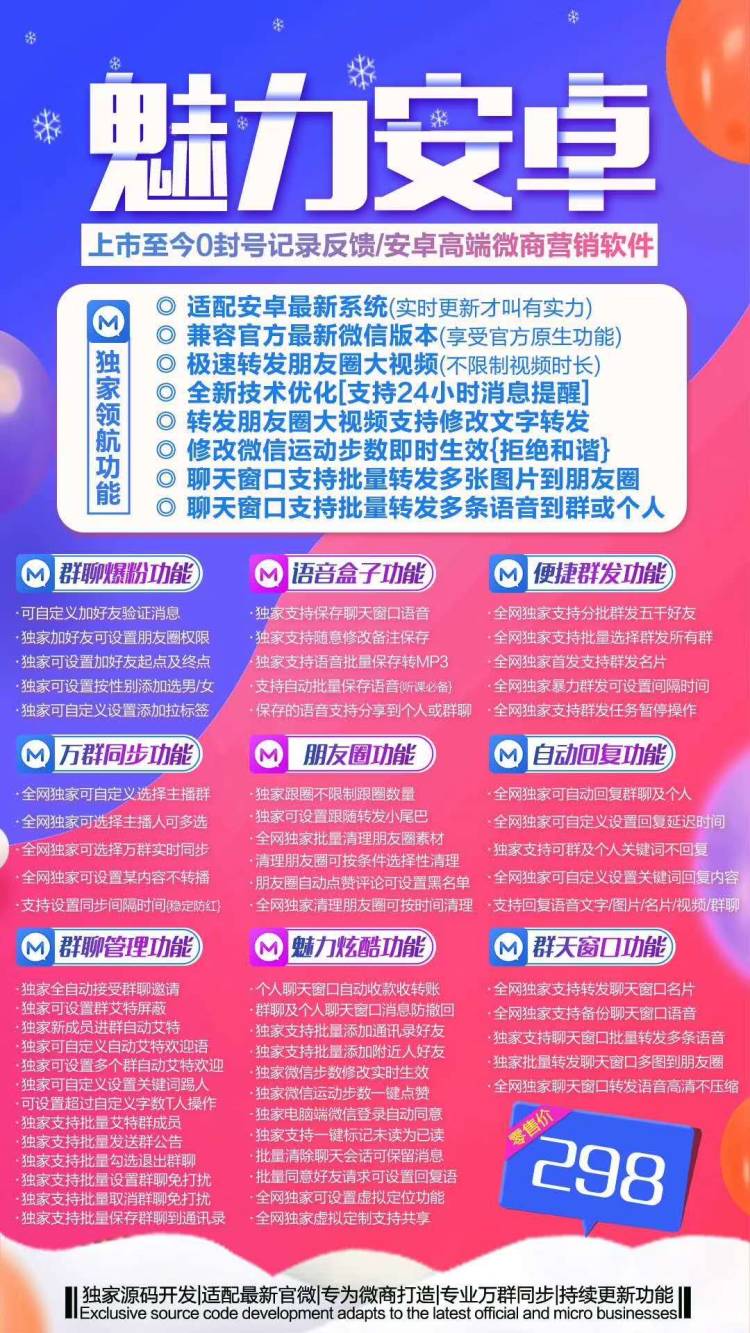 魅力安卓
上市至今0封号记录反馈/安卓高端微商营销软件
独家领航功能
◎ 适配安卓最新系统(实时更新才叫有实力)
◎ 兼容官方最新微信版本(享受官方原生功能)
◎ 极速转发朋友圈大视频(不限制视频时长)
◎ 全新技术优化[支持24小时消息提醒]
◎ 转发朋友圈大视频支持修改文字转发
◎ 修改微信运动步数即时生效{拒绝和谐}
◎ 聊天窗口支持批量转发多张图片到朋友圈
◎ 聊天窗口支持批量转发多条语音到群或个人
群聊爆粉功能
·可自定义加好友验证消息
·独家加好友可设置朋友圈权限
·独家可设置加好友起点及终点
·独家可设置按性别添加选男/女
·独家可自定义设置添加拉标签
语音盒子功能
·独家支持保存聊天窗口语音
·独家支持随意修改备注保存
·独家支持语音批量保存转MP3
·支持自动批量保存语音{听课必备}
·保存的语音支持分享到个人或群聊
便捷群发功能
·全网独家支持分批群发五千好友
·全网独家支持批量选择群发所有群
·全网独家首发支持群发名片
·全网独家暴力群发可设置间隔时间
·全网独家支持群发任务暂停操作
万群同步功能
·全网独家可自定义选择主播群
·全网独家可选择主播人可多选
·全网独家可选择万群实时同步
·全网独家可设置某内容不转播
·支持设置同步间隔时间{稳定防红}
朋友圈功能
·独家跟圈不限制跟圈数量
·独家可设置跟随转发小尾巴
·全网独家批量清理朋友圈素材
·清理朋友圈可按条件选择性清理
·朋友圈自动点赞评论可设置黑名单
·全网独家清理朋友圈可按时间清理
自动回复功能
·全网独家可自动回复群聊及个人
·全网独家可自定义设置回复延迟时间
·独家支持可群及个人关键词不回复
·全网独家可自定义设置关键词回复内容
·支持回复语音文字/图片/名片/视频/群聊
群聊管理功能
·独家全自动接受群聊邀请
·独家可设置群艾特屏蔽
·独家新成员进群自动艾特
·独家可自定义自动艾特欢迎语
·独家可设置多个群自动艾特欢迎
·独家可自定义设置关键词踢人
·可设置超过自定义字数T人操作
·独家支持批量艾特群成员
·独家支持批量发送群公告
·独家支持批量勾选退出群聊
·独家支持批量设置群聊免打扰
·独家支持批量取消群聊免打扰
·独家支持批量保存群聊到通讯录
魅力炫酷功能
·个人聊天窗口自动收款收转账
·群聊及个人聊天窗口消息防撤回
·独家支持批量添加通讯录好友
·独家支持批量添加附近人好友
·独家微信步数修改实时生效
·独家微信运动步数一键点赞
·独家电脑端微信登录自动同意
·独家支持一键标记未读为已读
·批量清除聊天会话可保留消息
·批量同意好友请求可设置回复语
·全网独家可设置虚拟定位功能
·全网独家虚拟定制支持共享
群天窗口功能
·全网独家支持转发聊天窗口名片
·全网独家支持备份聊天窗口语音
·独家支持聊天窗口批量转发多条语音
·独家批量转发聊天窗口多图到朋友圈
·全网独家聊天窗口转发语音高清不压缩
零售价
298
独家源码开发|适配最新官微|专为微商打造|专业万群同步|持续更新功能
Exclusive source code development adapts to the latest official and micro businesses